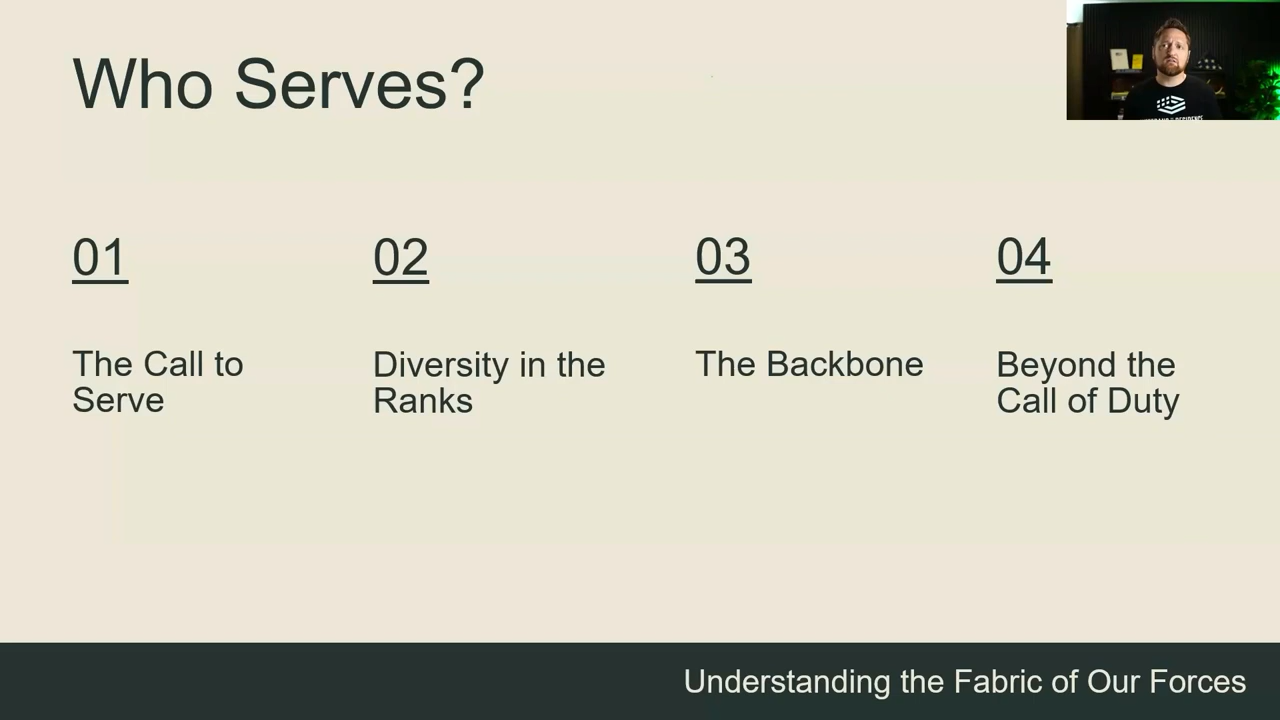 Who Serves?
01
The Call to
Serve
02
Diversity in the
Ranks
03
The Backbone
04
Beyond the
Call of Duty
Understanding the Fabric of Our Forces